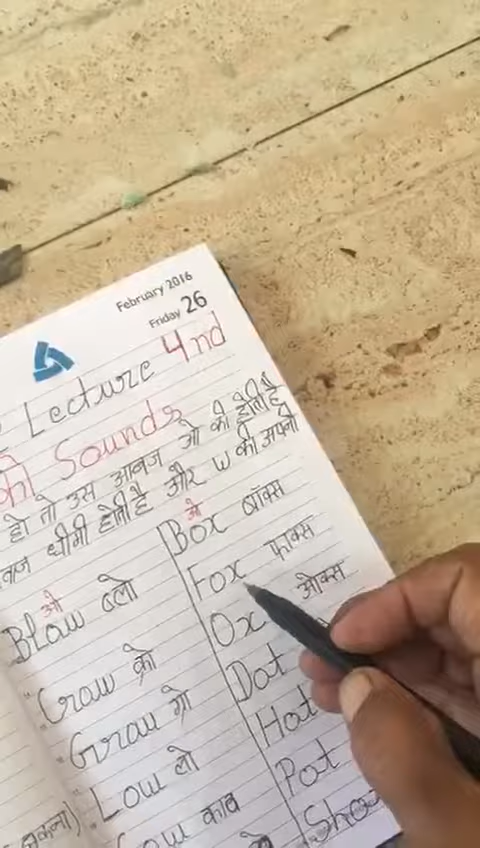 February 2016
Friday 26
Lecture 4nd
की Sounds
हो तो उस आवाज ओ की होती है
धीमी होती है और W की अपनी
ओ
Blow ब्लो
Crow क्रो
Grow ग्रो
Low लो
ऑ
Box बॉक्स
Fox फॉक्स
Ox ऑक्स
Dot
Hot
Pot